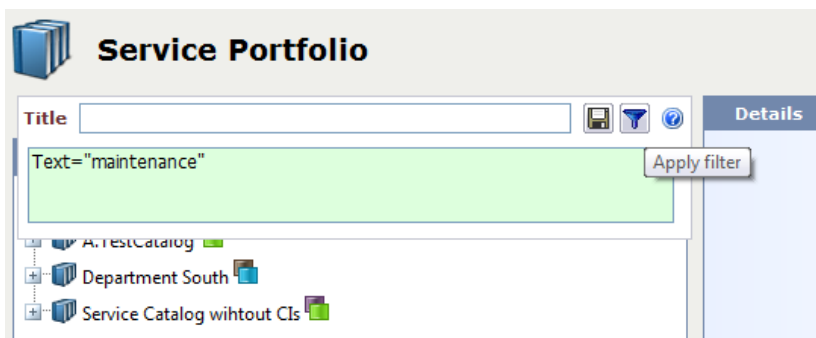 Service Portfolio
Title
Details
Text="maintenance"
Apply filter
A.TestCatalog
Department South
Service Catalog wihtout CIs